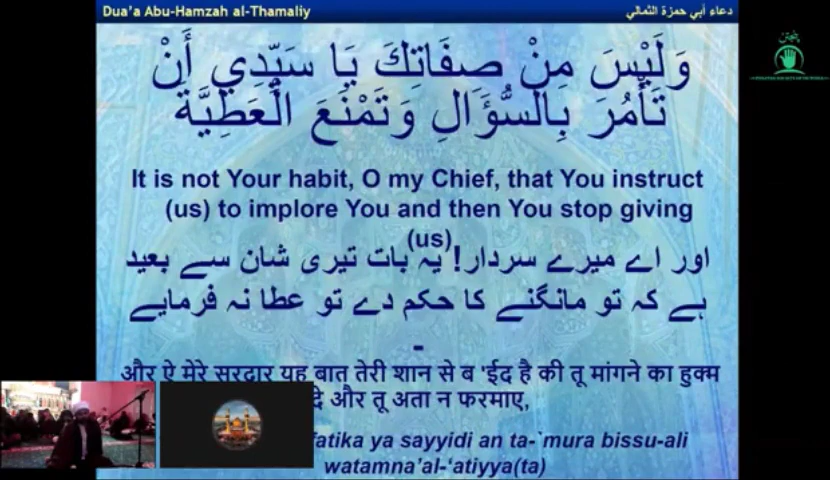 Dua'a Abu-Hamzah al-Thamaliy
دعاء أبي حمزة الثمالي
وَلَيْسَ مِنْ صِفَاتِكَ يَا سَيِّدِي أَنْ
تَأْمُرَ بِالسُّؤَالِ وَتَمْنَعَ الْعَطِيَّةَ
It is not Your habit, O my Chief, that You instruct
(us) to implore You and then You stop giving
(us)
اور اے میرے سردار! یہ بات تیری شان سے بعید
ہے کہ تو مانگنے کا حکم دے تو عطا نہ فرمایے
-
और ऐ मेरे सरदार यह बात तेरी शान से ब 'ईद है की तू मांगने का हुक्म
दे और तू अता न फरमाए,
fatika ya sayyidi an ta-`mura bissu-ali
watamna'al-'atiyya(ta)